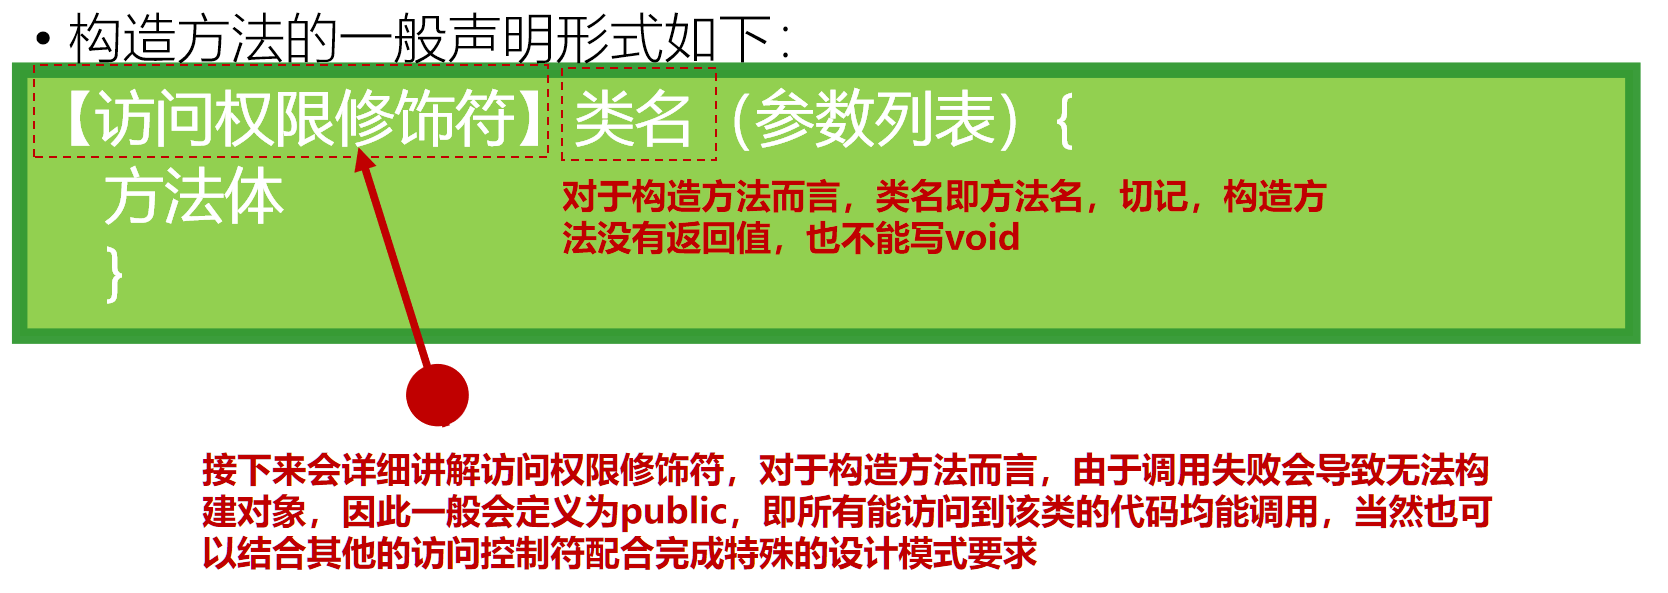 • 构造方法的一般声明形式如下：
【访问权限修饰符】 类名 （参数列表）{
方法体
}
对于构造方法而言，类名即方法名，切记，构造方
法没有返回值，也不能写void
接下来会详细讲解访问权限修饰符，对于构造方法而言，由于调用失败会导致无法构
建对象，因此一般会定义为public，即所有能访问到该类的代码均能调用，当然也可
以结合其他的访问控制符配合完成特殊的设计模式要求